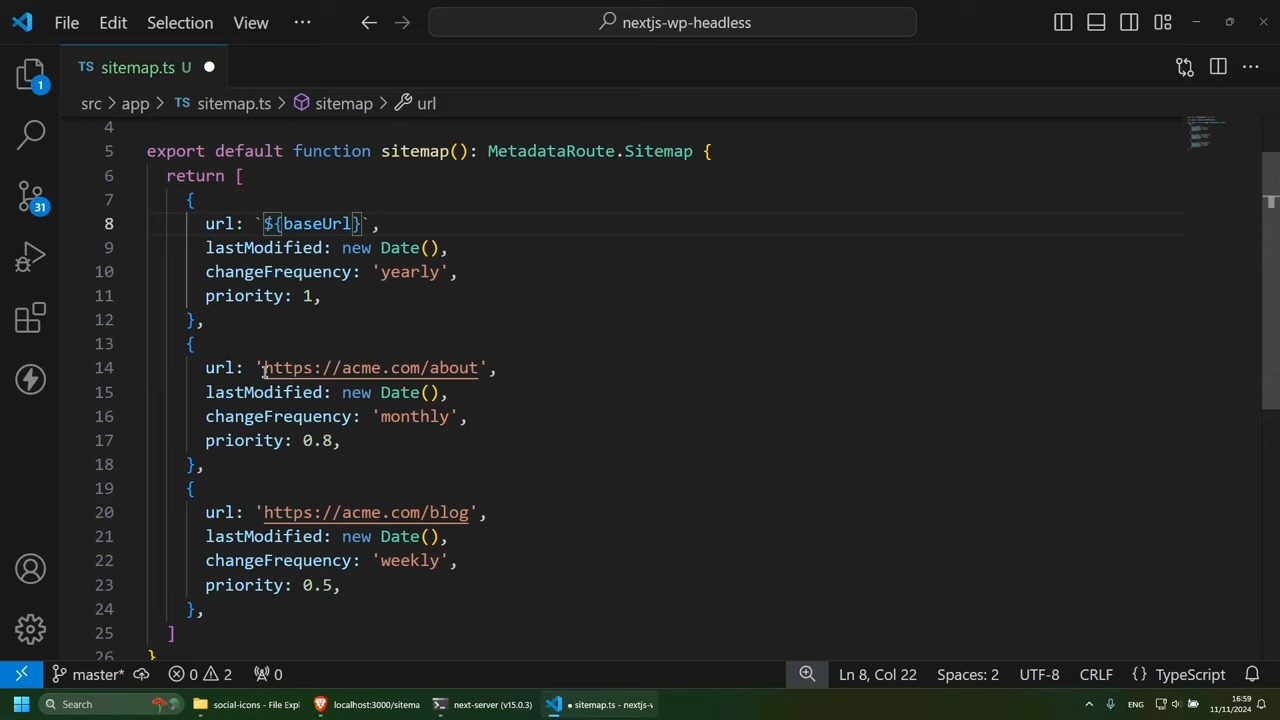 File Edit Selection View ··· nextjs-wp-headless
TS sitemap.ts U
src > app > TS sitemap.ts > sitemap > url
1
31
4
5 export default function sitemap(): MetadataRoute.Sitemap {
6 return [
7 {
8 url: `${baseUrl}`,
9 lastModified: new Date(),
10 changeFrequency: 'yearly',
11 priority: 1,
12 },
13 {
14 url: 'https://acme.com/about',
15 lastModified: new Date(),
16 changeFrequency: 'monthly',
17 priority: 0.8,
18 },
19 {
20 url: 'https://acme.com/blog',
21 lastModified: new Date(),
22 changeFrequency: 'weekly',
23 priority: 0.5,
24 },
25 ]
26 }
master* 0 2 0 Ln 8, Col 22 Spaces: 2 UTF-8 CRLF {} TypeScript
Search social-icons - File Expl localhost:3000/sitema next-server (v15.0.3) ● sitemap.ts - nextjs-v 16:59
11/11/2024